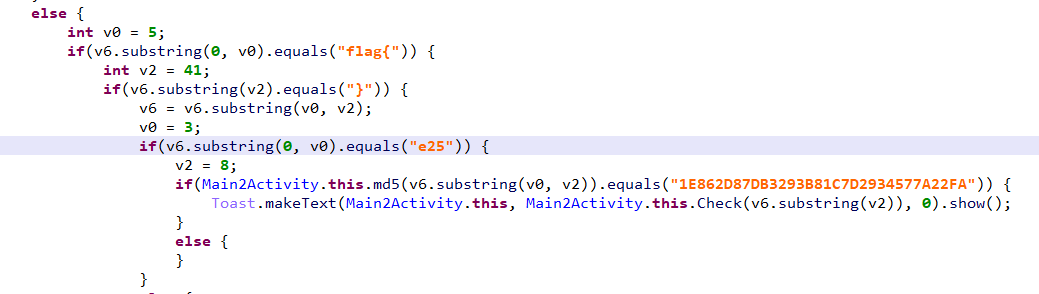 else {
int v0 = 5;
if(v6.substring(0, v0).equals("flag{")) {
int v2 = 41;
if(v6.substring(v2).equals("}")) {
v6 = v6.substring(v0, v2);
v0 = 3;
if(v6.substring(0, v0).equals("e25")) {
v2 = 8;
if(Main2Activity.this.md5(v6.substring(v0, v2)).equals("1E862D87DB3293B81C7D2934577A22FA")) {
Toast.makeText(Main2Activity.this, Main2Activity.this.Check(v6.substring(v2)), 0).show();
}
else {
}
}